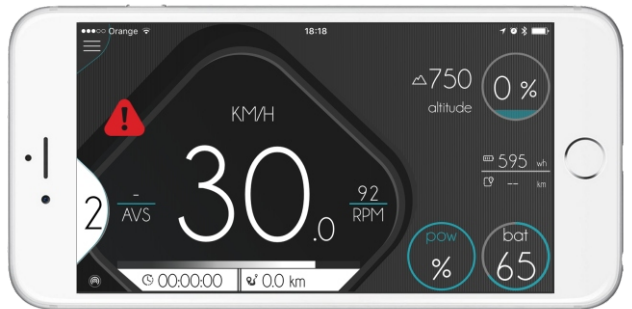 Orange 18:18
KM/H
30.0
2
-
AVS
92
RPM
00:00:00
0.0 km
750
altitude
0 %
595 wh
-- km
pow
%
bat
65